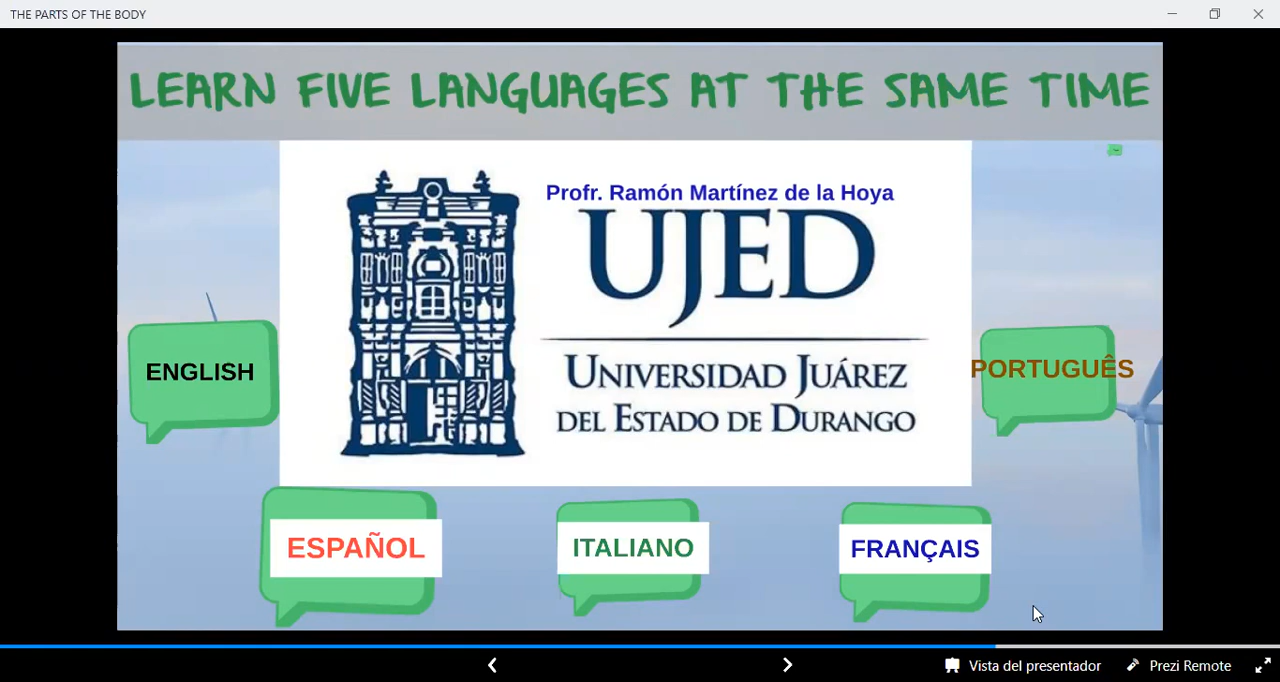 THE PARTS OF THE BODY
LEARN FIVE LANGUAGES AT THE SAME TIME
Profr. Ramón Martínez de la Hoya
UJED
UNIVERSIDAD JUÁREZ
DEL ESTADO DE DURANGO
ENGLISH
PORTUGUÊS
ESPAÑOL
ITALIANO
FRANÇAIS
Vista del presentador
Prezi Remote